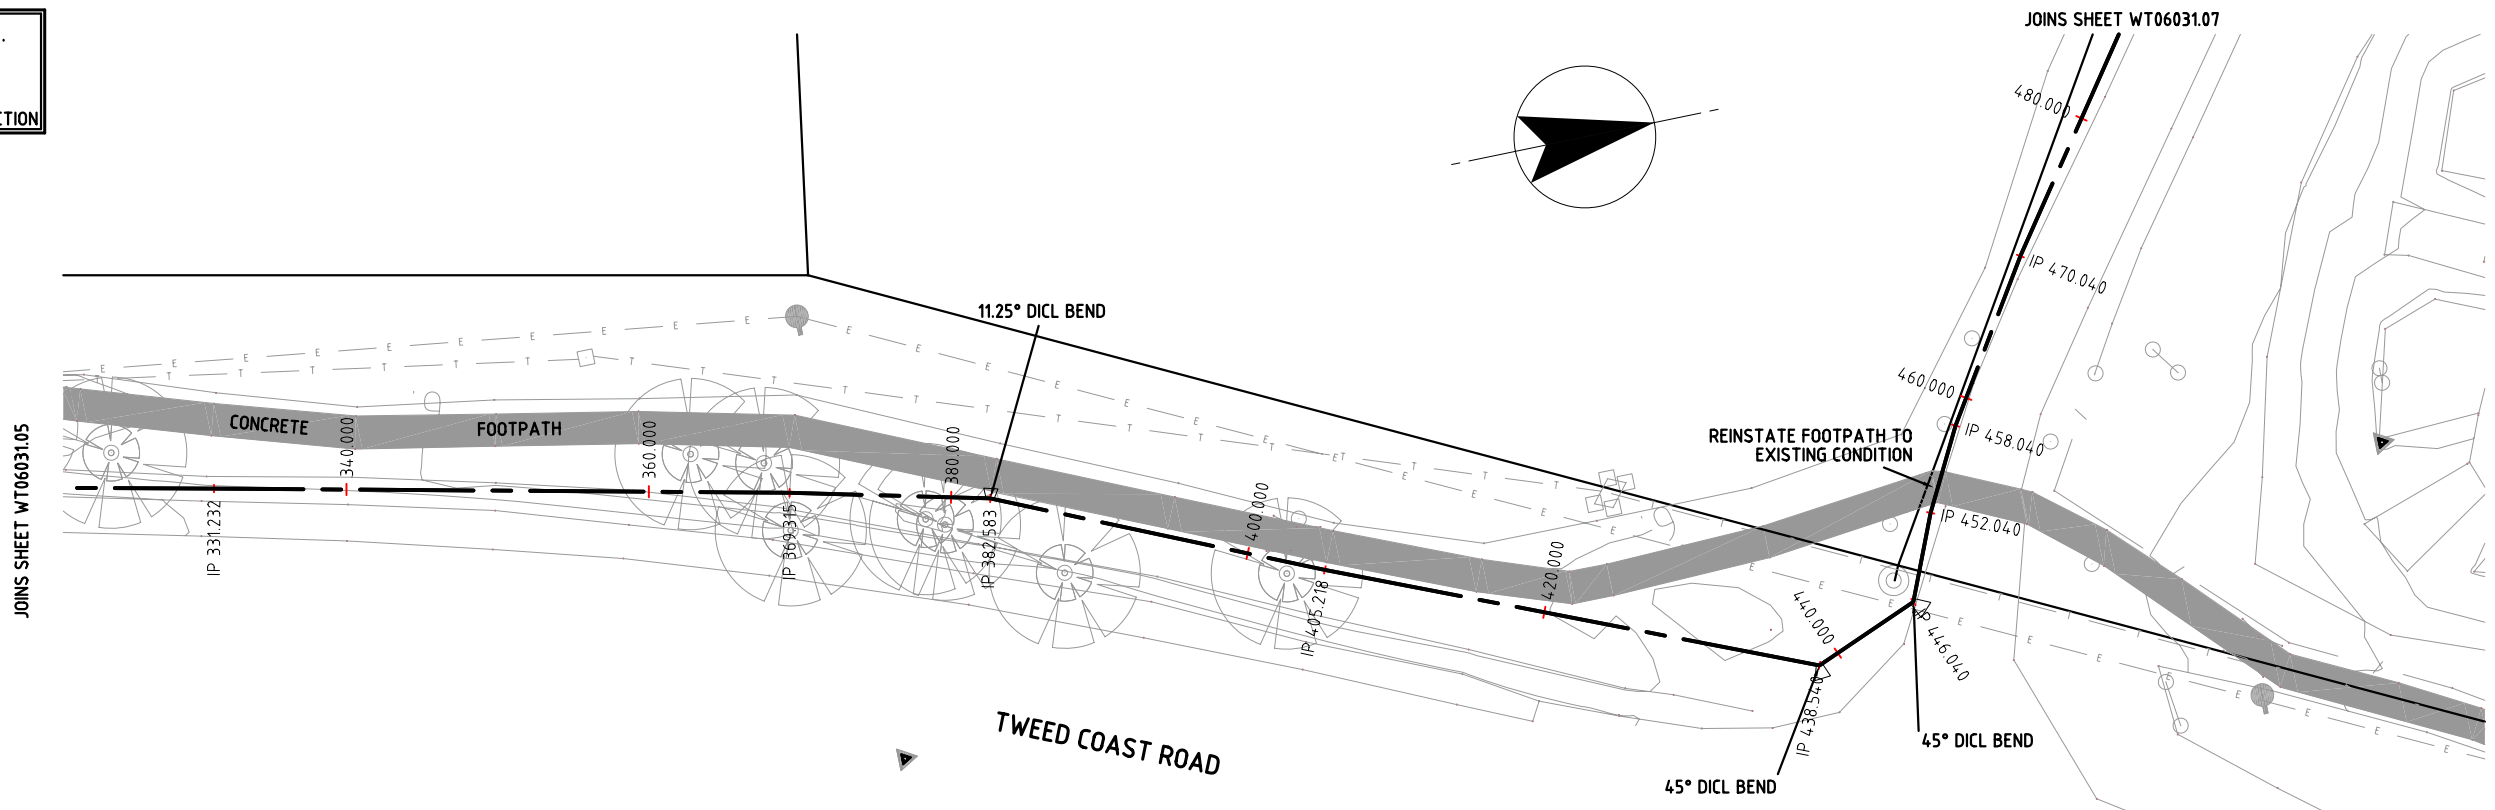 JOINS SHEET WT06031.07
CTION
480.000
IP 470.040
11.25° DICL BEND
460.000
IP 458.040
REINSTATE FOOTPATH TO
EXISTING CONDITION
CONCRETE FOOTPATH
340.000
360.000
380.000
400.000
420.000
440.000
IP 331.232
IP 369.315
IP 382.583
IP 405.218
IP 438.540
IP 446.040
IP 452.040
JOINS SHEET WT06031.05
TWEED COAST ROAD
45° DICL BEND
45° DICL BEND